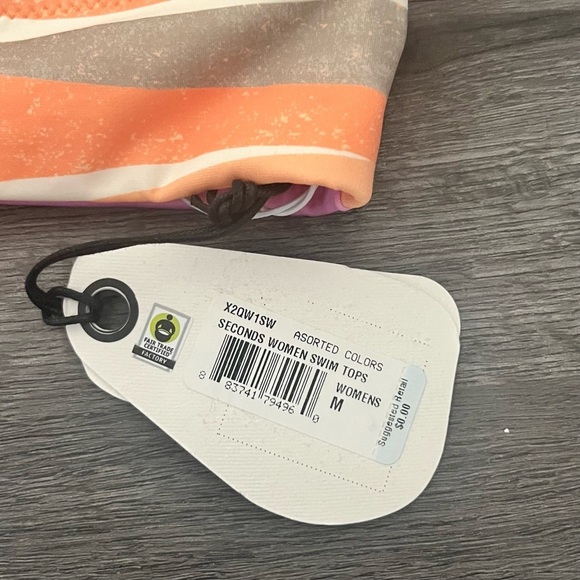 FAIR TRADE
CERTIFIED
FACTORY
X2QW1SW
ASSORTED COLORS
SECONDS WOMEN SWIM TOPS
WOMENS
M
0 83741 79496 0
Suggested Retail
$0.00